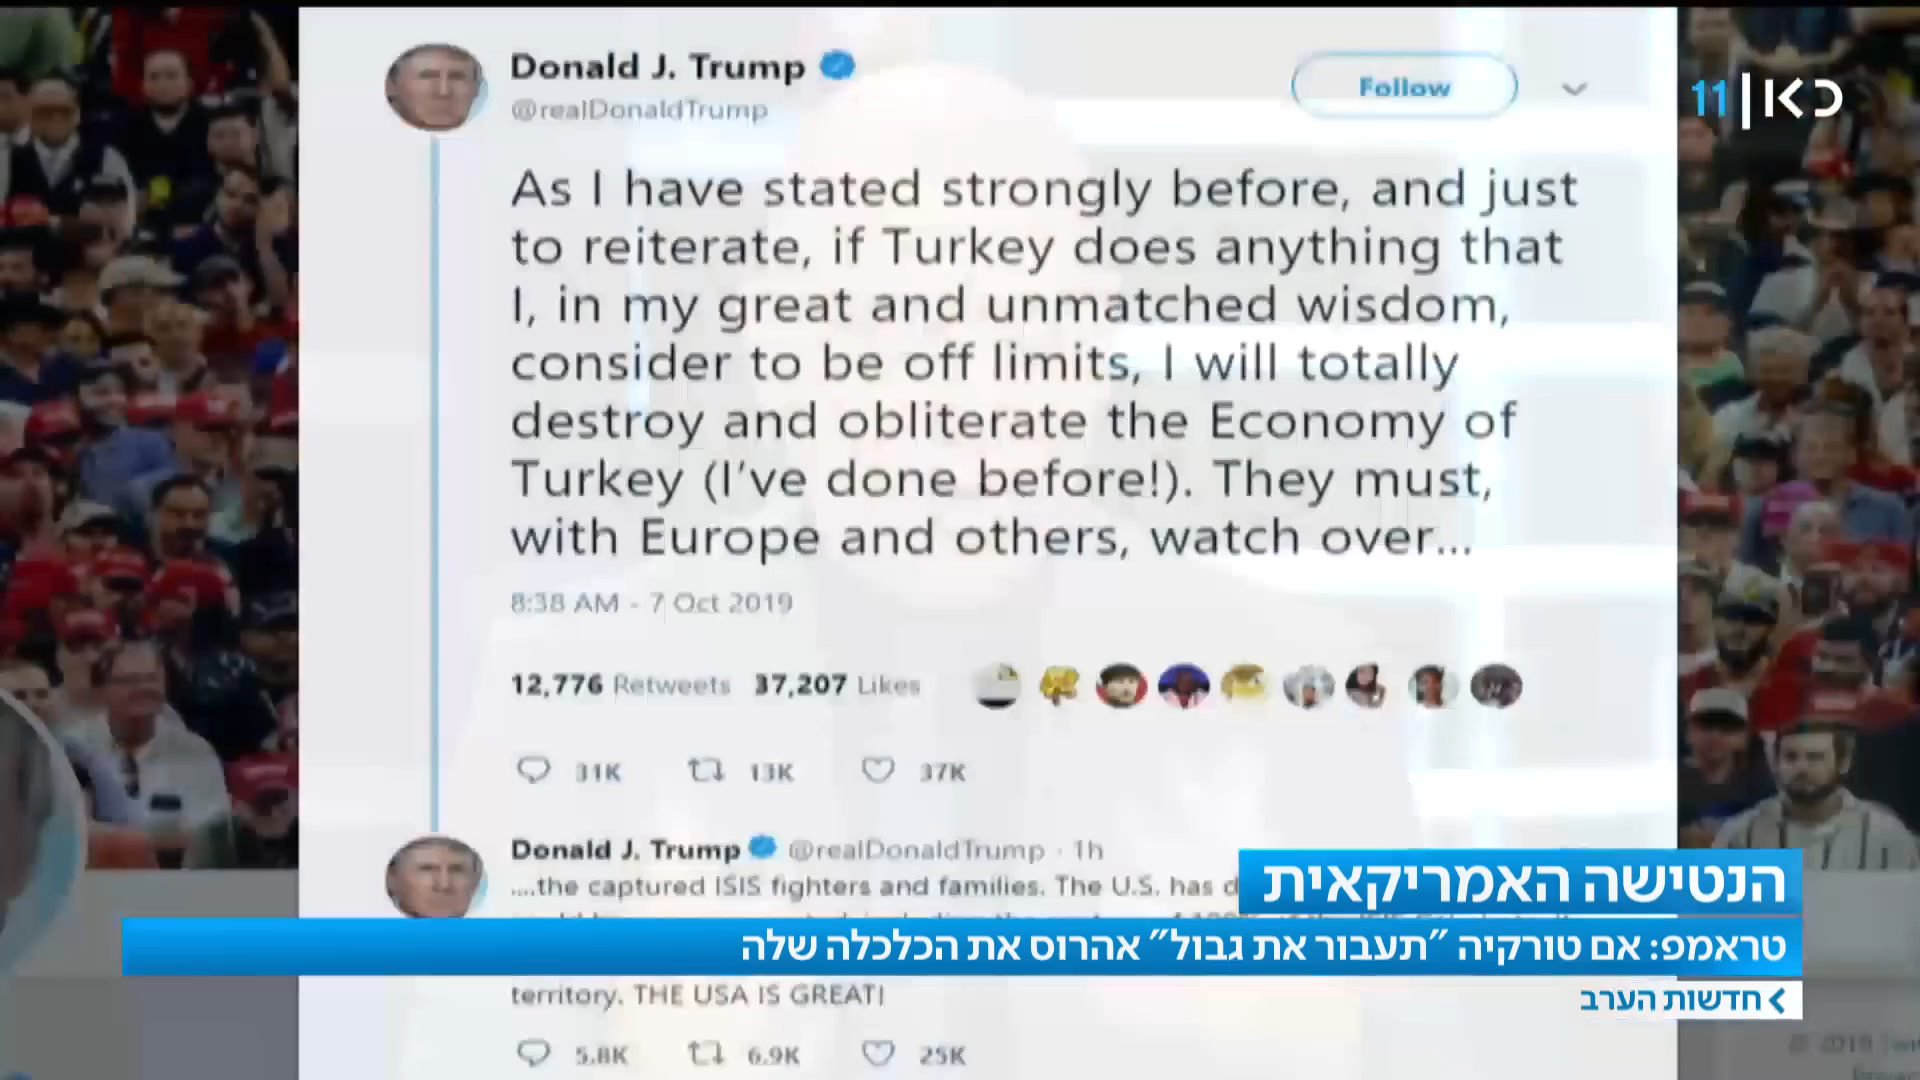 Donald J. Trump
@realDonaldTrump
Follow
11 כאן
As I have stated strongly before, and just
to reiterate, if Turkey does anything that
I, in my great and unmatched wisdom,
consider to be off limits, I will totally
destroy and obliterate the Economy of
Turkey (I've done before!). They must,
with Europe and others, watch over...
8:38 AM - 7 Oct 2019
12,776 Retweets 37,207 Likes
31K 13K 37K
Donald J. Trump @realDonaldTrump · 1h
....the captured ISIS fighters and families. The U.S. has
הנטישה האמריקאית
טראמפ: אם טורקיה "תעבור את גבול" אהרוס את הכלכלה שלה
territory. THE USA IS GREAT!
חדשות הערב
5.8K 6.9K 25K
© 2019